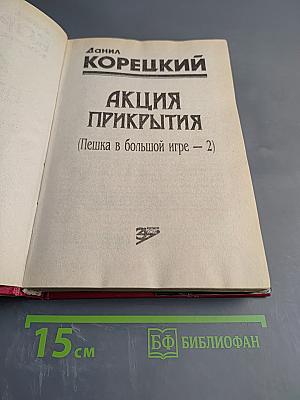 Данил
КОРЕЦКИЙ
АКЦИЯ
ПРИКРЫТИЯ
(Пешка в большой игре — 2)
15 см
БФ БИБЛИОФАН